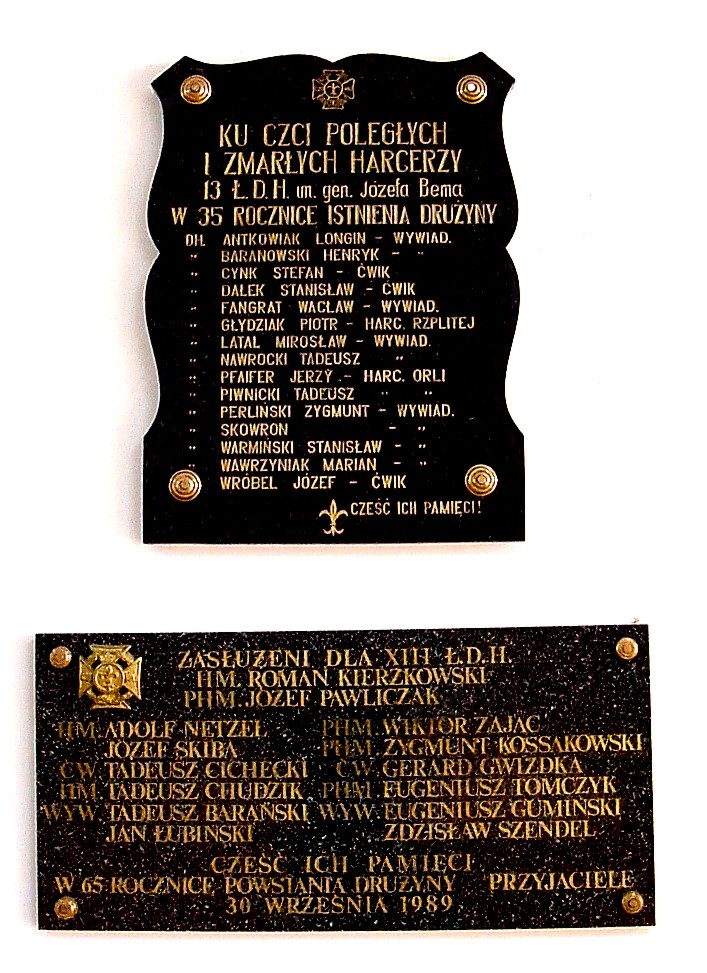 KU CZCI POLEGŁYCH
I ZMARŁYCH HARCERZY
13 Ł.D.H. im. gen. Józefa Bema
W 35 ROCZNICE ISTNIENIA DRUŻYNY
DH. ANTKOWIAK LONGIN - WYWIAD.
" BARANOWSKI HENRYK - "
" CYNK STEFAN - ĆWIK
" DAŁEK STANISŁAW - ĆWIK
" FANGRAT WACŁAW - WYWIAD.
" GŁYDZIAK PIOTR - HARC. RZPLITEJ
" LATAL MIROSŁAW - WYWIAD.
" NAWROCKI TADEUSZ "
" PFAIFER JERZY - HARC. ORLI
" PIWNICKI TADEUSZ " "
" PERLIŃSKI ZYGMUNT - WYWIAD.
" SKOWRON - "
" WARMIŃSKI STANISŁAW - "
" WAWRZYNIAK MARIAN - "
" WRÓBEL JÓZEF - ĆWIK
CZEŚĆ ICH PAMIĘCI!
ZASŁUŻENI DLA XIII Ł.D.H.
HM. ROMAN KIERZKOWSKI
PHM. JÓZEF PAWLICZAK
HM. ADOLF NETZEL PHM. WIKTOR ZAJĄC
JÓZEF SKIBA PHM. ZYGMUNT KOSSAKOWSKI
ĆW. TADEUSZ CICHECKI ĆW. GERARD GWIZDKA
HM. TADEUSZ CHUDZIK PHM. EUGENIUSZ TOMCZYK
WYW. TADEUSZ BARAŃSKI WYW. EUGENIUSZ GUMIŃSKI
JAN ŁUBIŃSKI ZDZISŁAW SZENDEL
CZEŚĆ ICH PAMIĘCI
W 65 ROCZNICĘ POWSTANIA DRUŻYNY PRZYJACIELE
30 WRZEŚNIA 1989